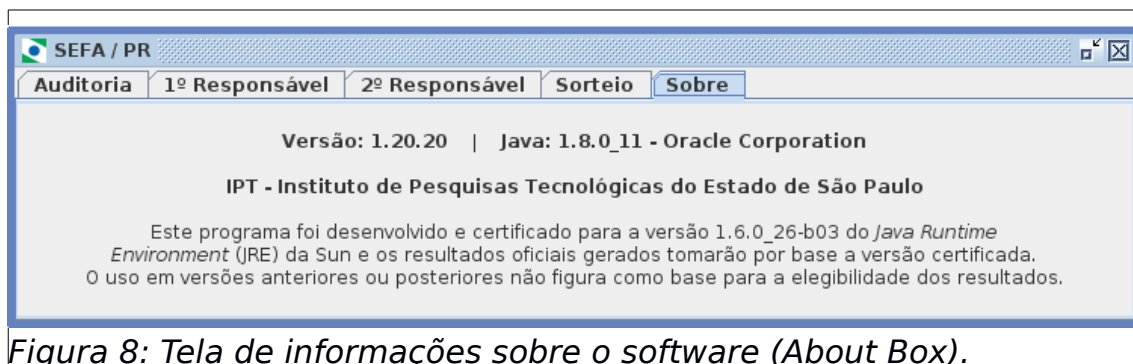 SEFA / PR
Auditoria 1º Responsável 2º Responsável Sorteio Sobre
Versão: 1.20.20 | Java: 1.8.0_11 - Oracle Corporation
IPT - Instituto de Pesquisas Tecnológicas do Estado de São Paulo
Este programa foi desenvolvido e certificado para a versão 1.6.0_26-b03 do Java Runtime
Environment (JRE) da Sun e os resultados oficiais gerados tomarão por base a versão certificada.
O uso em versões anteriores ou posteriores não figura como base para a elegibilidade dos resultados.
Figura 8: Tela de informações sobre o software (About Box).